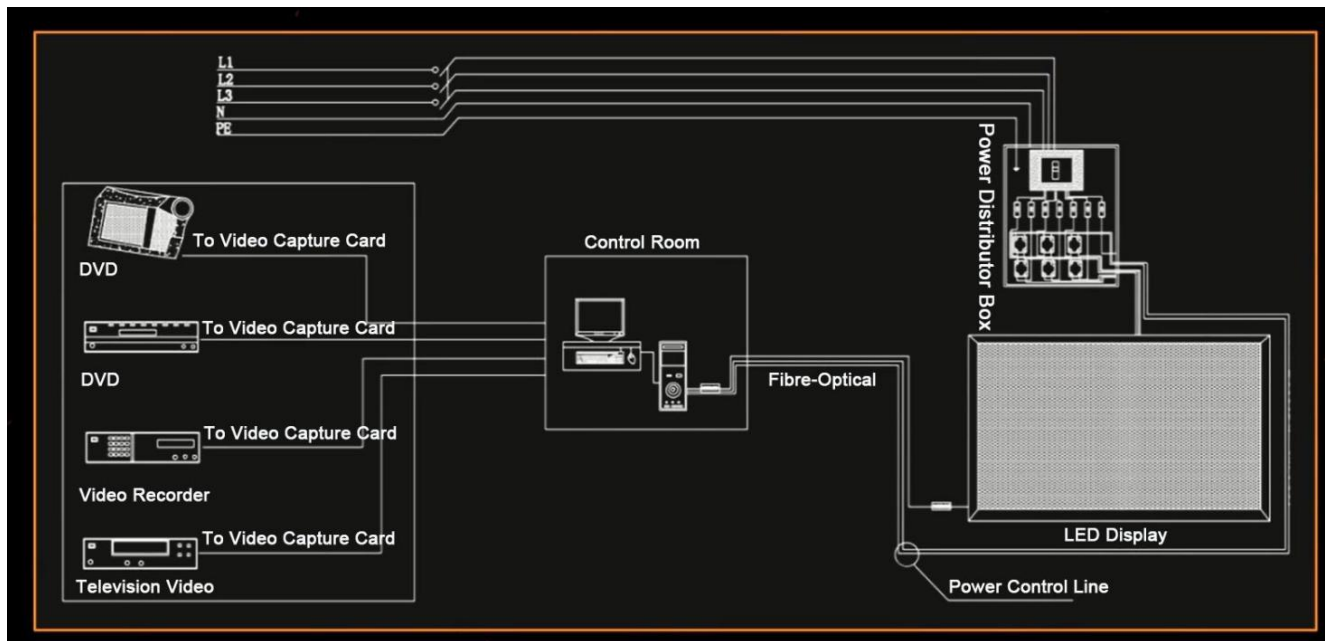 L1
L2
L3
N
PE
Power Distributor Box
To Video Capture Card
DVD
Control Room
To Video Capture Card
DVD
Fibre-Optical
To Video Capture Card
Video Recorder
To Video Capture Card
LED Display
Television Video
Power Control Line